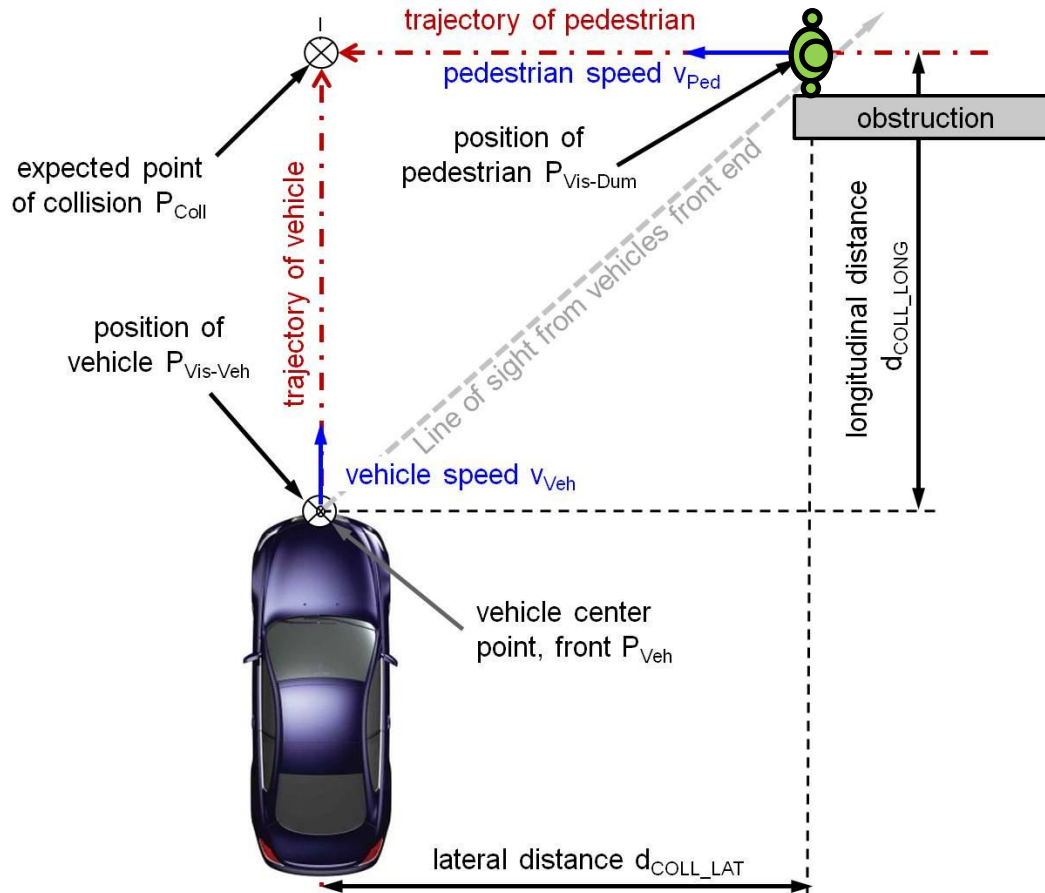 trajectory of pedestrian
pedestrian speed vPed
obstruction
position of
pedestrian PVis-Dum
expected point
of collision PColl
trajectory of vehicle
Line of sight from vehicles front end
longitudinal distance
dCOLL_LONG
position of
vehicle PVis-Veh
vehicle speed vVeh
vehicle center
point, front PVeh
lateral distance dCOLL_LAT